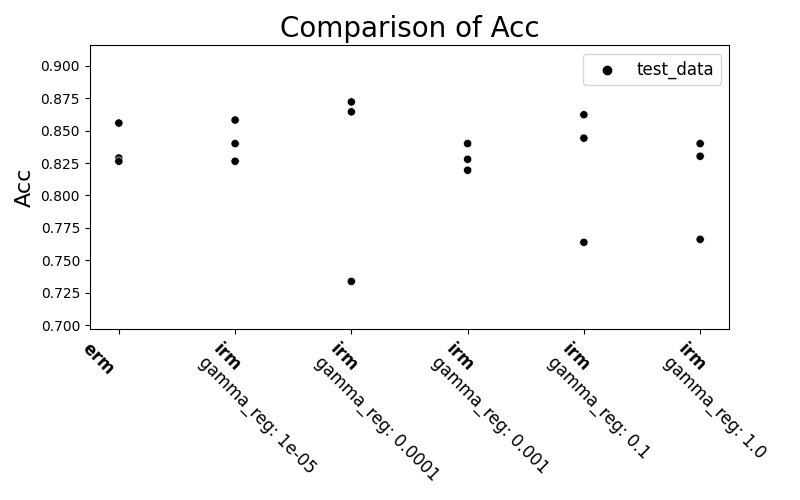 Comparison of Acc
test_data
Acc
0.900
0.875
0.850
0.825
0.800
0.775
0.750
0.725
0.700
erm
irm
gamma_reg: 1e-05
irm
gamma_reg: 0.0001
irm
gamma_reg: 0.001
irm
gamma_reg: 0.1
irm
gamma_reg: 1.0